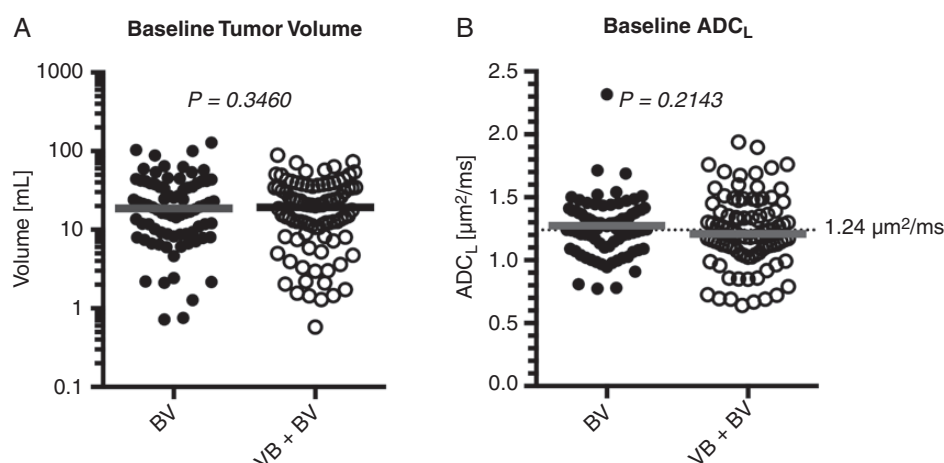 A
Baseline Tumor Volume
P = 0.3460
Volume [mL]
1000
100
10
1
0.1
BV
VB + BV
B
Baseline ADCL
P = 0.2143
ADCL [µm²/ms]
2.5
2.0
1.5
1.0
0.5
0.0
1.24 µm²/ms
BV
VB + BV